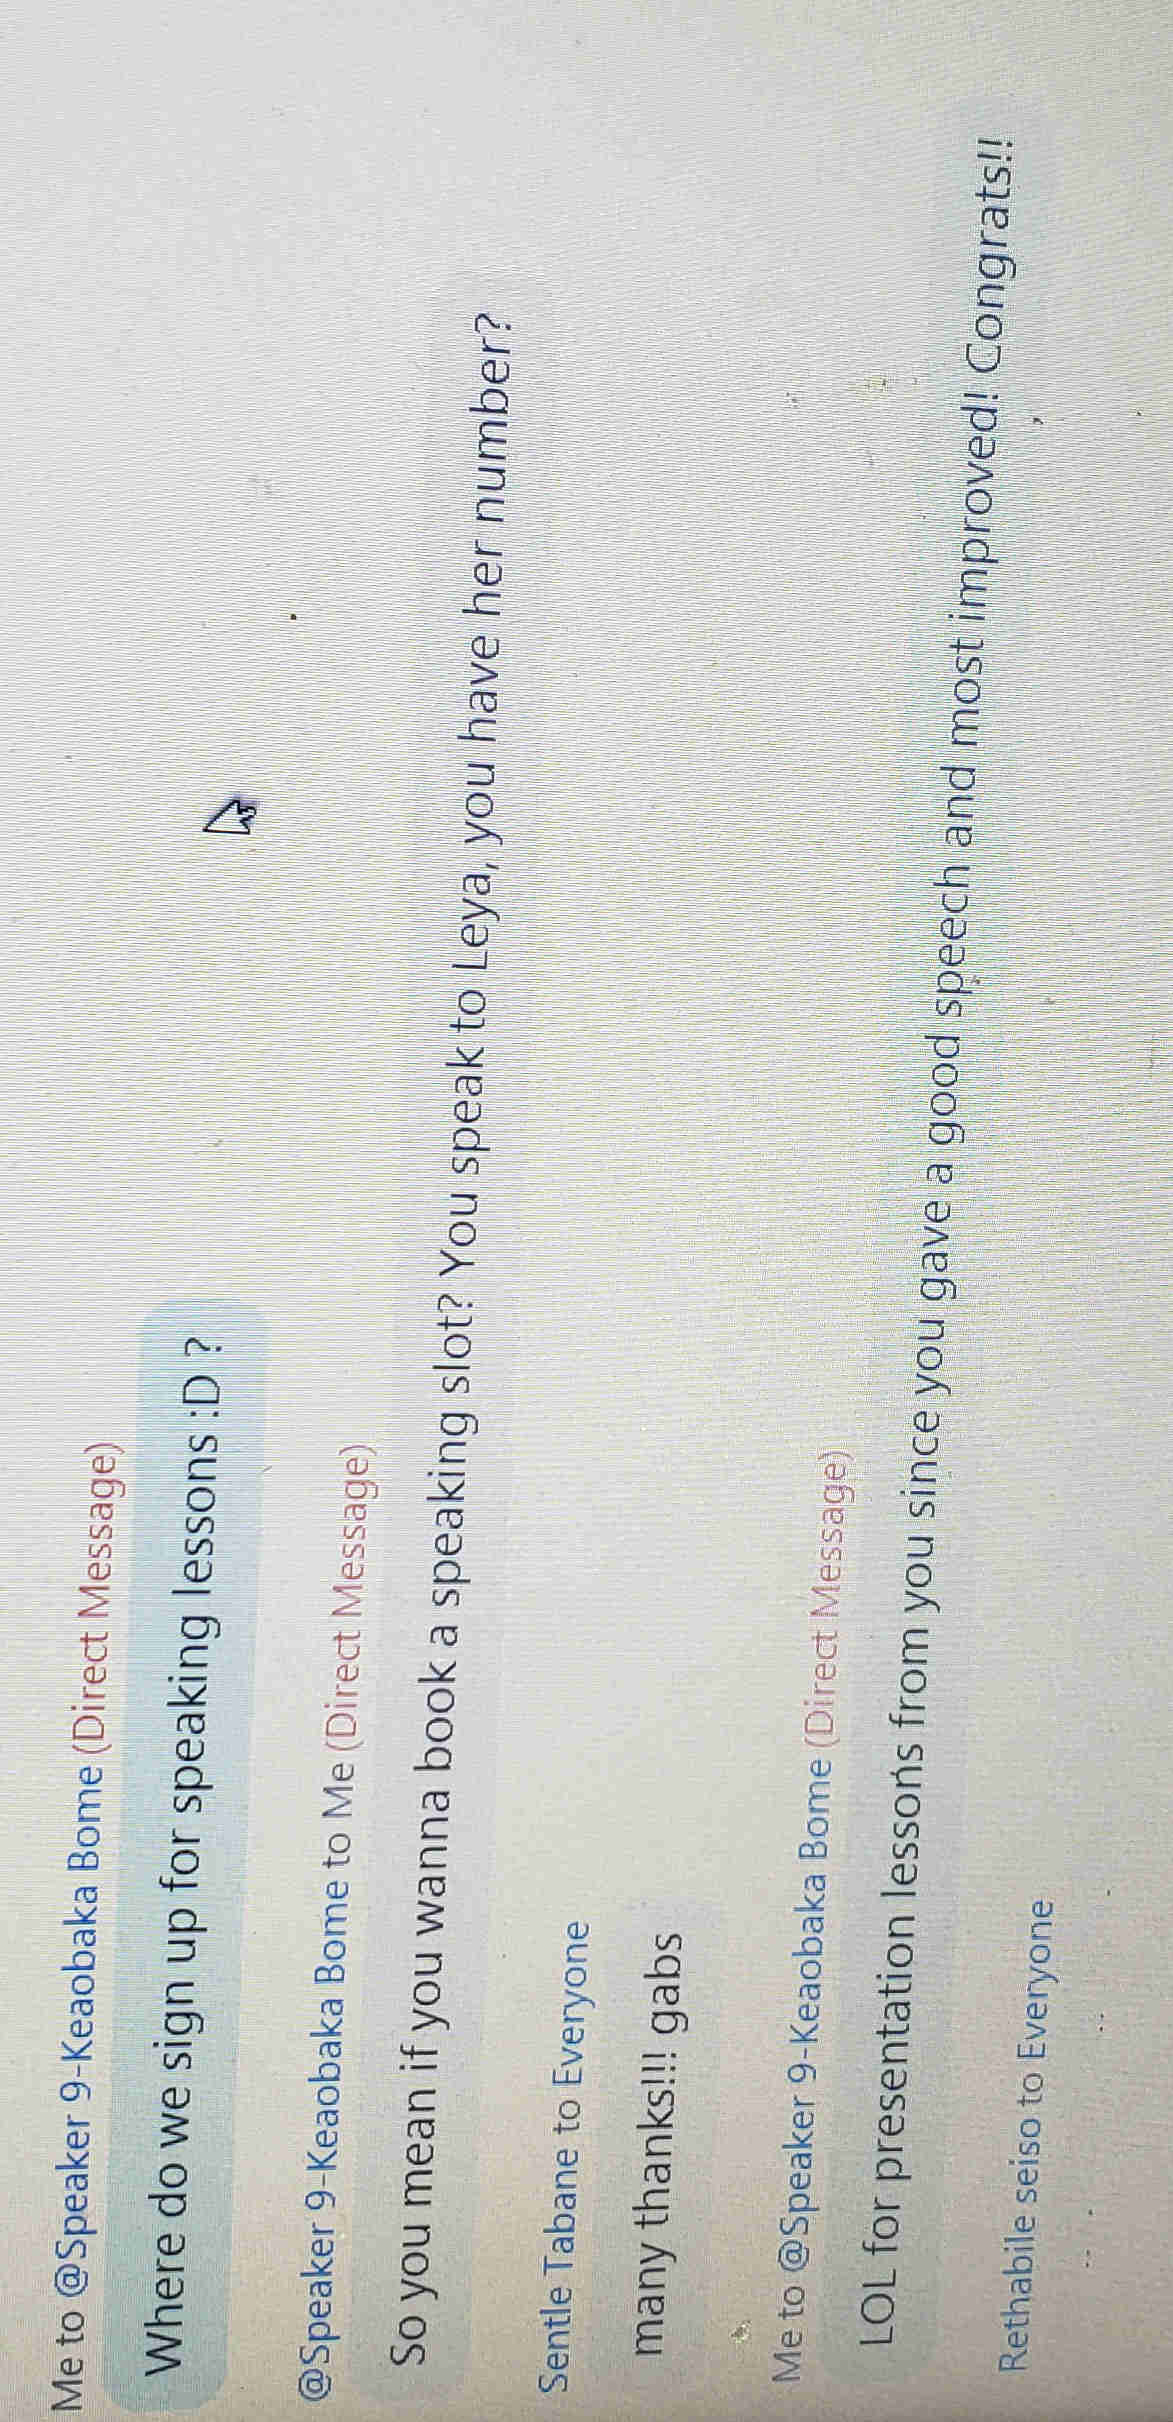 Me to @Speaker 9-Keaobaka Bome (Direct Message)
Where do we sign up for speaking lessons :D ?
@Speaker 9-Keaobaka Bome to Me (Direct Message)
So you mean if you wanna book a speaking slot? You speak to Leya, you have her number?
Sentle Tabane to Everyone
many thanks!!! gabs
Me to @Speaker 9-Keaobaka Bome (Direct Message)
LOL for presentation lessons from you since you gave a good speech and most improved! Congrats!!
Rethabile seiso to Everyone